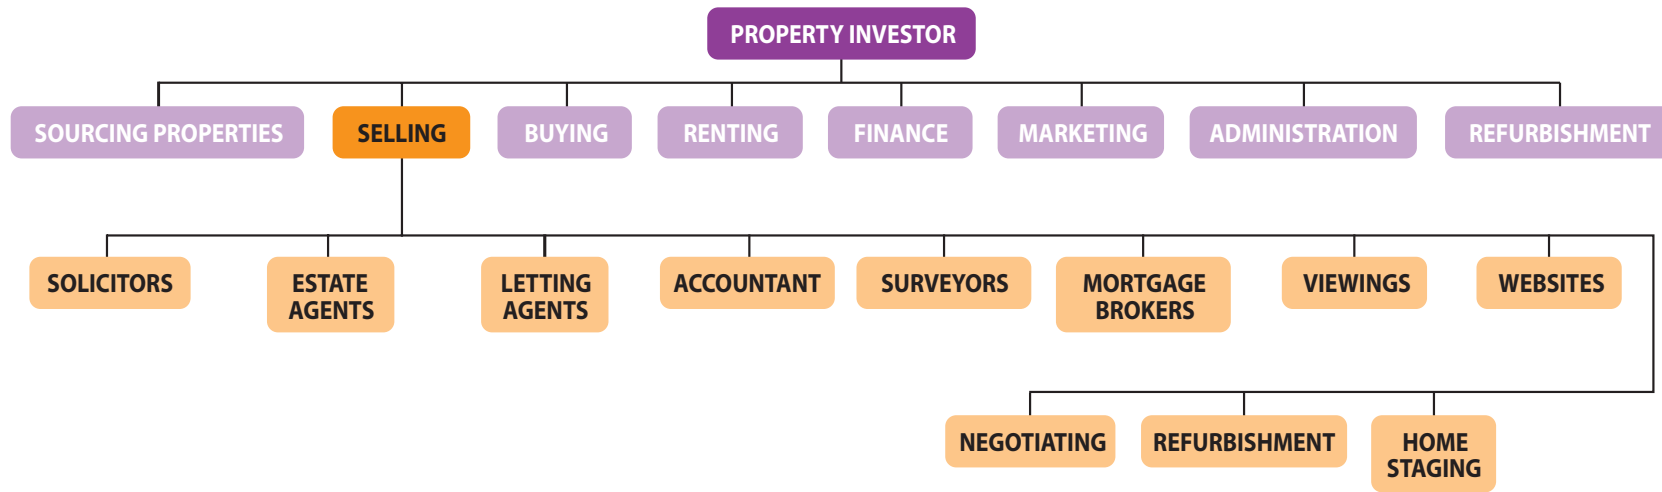 PROPERTY INVESTOR
SOURCING PROPERTIES
SELLING
BUYING
RENTING
FINANCE
MARKETING
ADMINISTRATION
REFURBISHMENT
SOLICITORS
ESTATE
AGENTS
LETTING
AGENTS
ACCOUNTANT
SURVEYORS
MORTGAGE
BROKERS
VIEWINGS
WEBSITES
NEGOTIATING
REFURBISHMENT
HOME
STAGING